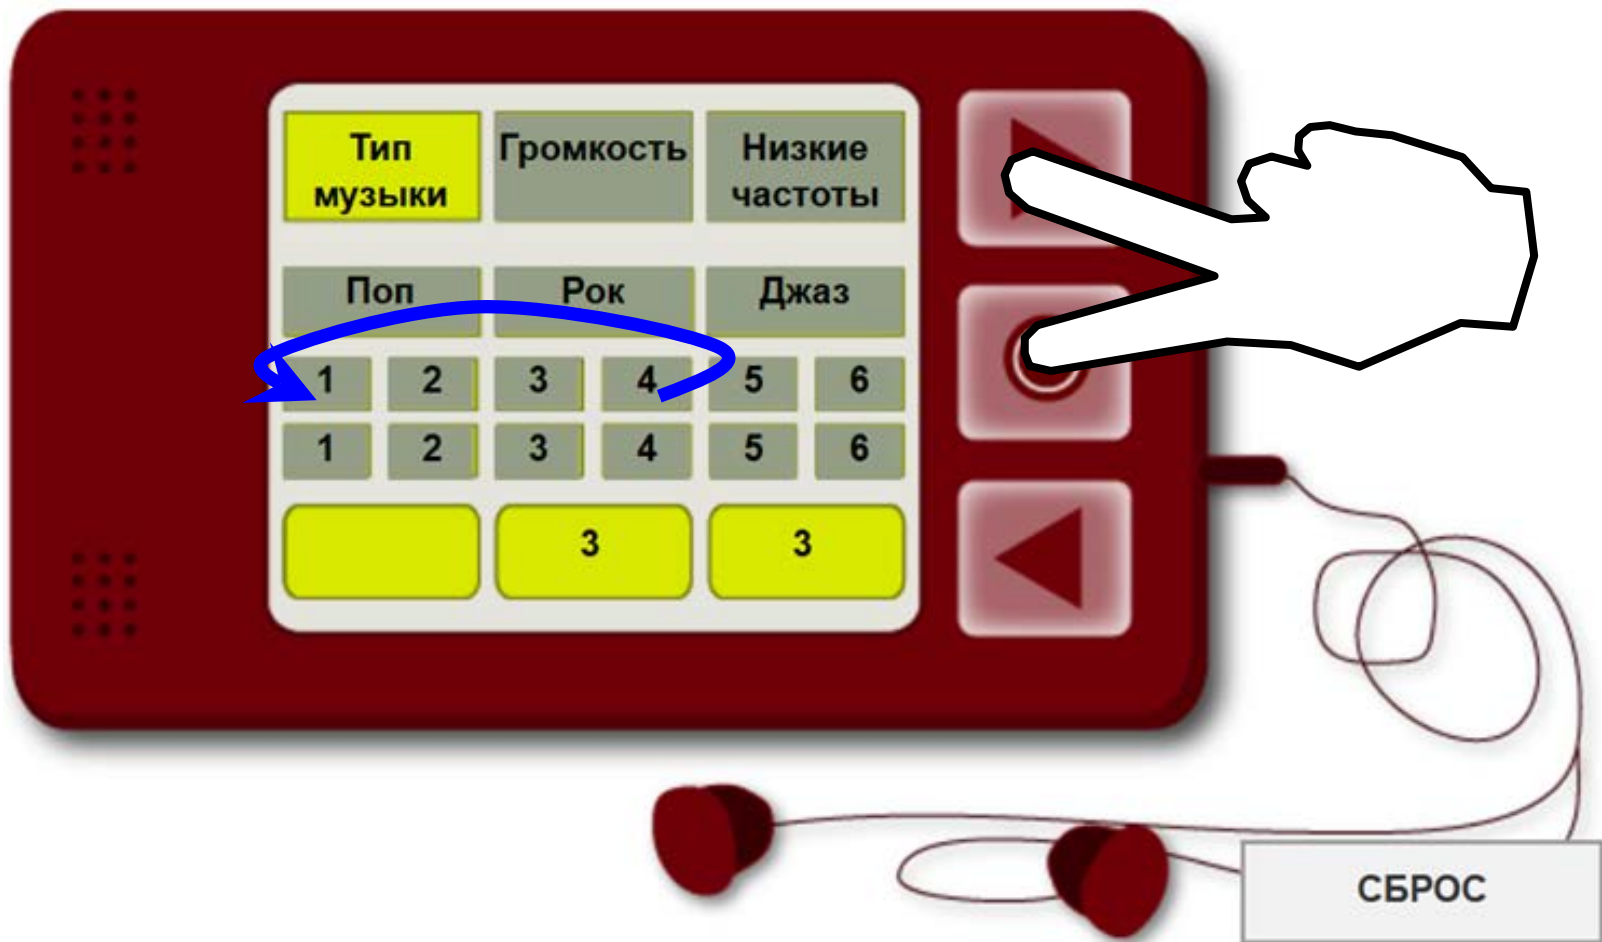 Тип
музыки
Громкость
Низкие
частоты
Поп Рок Джаз
1 2 3 4 5 6
1 2 3 4 5 6
3 3
СБРОС